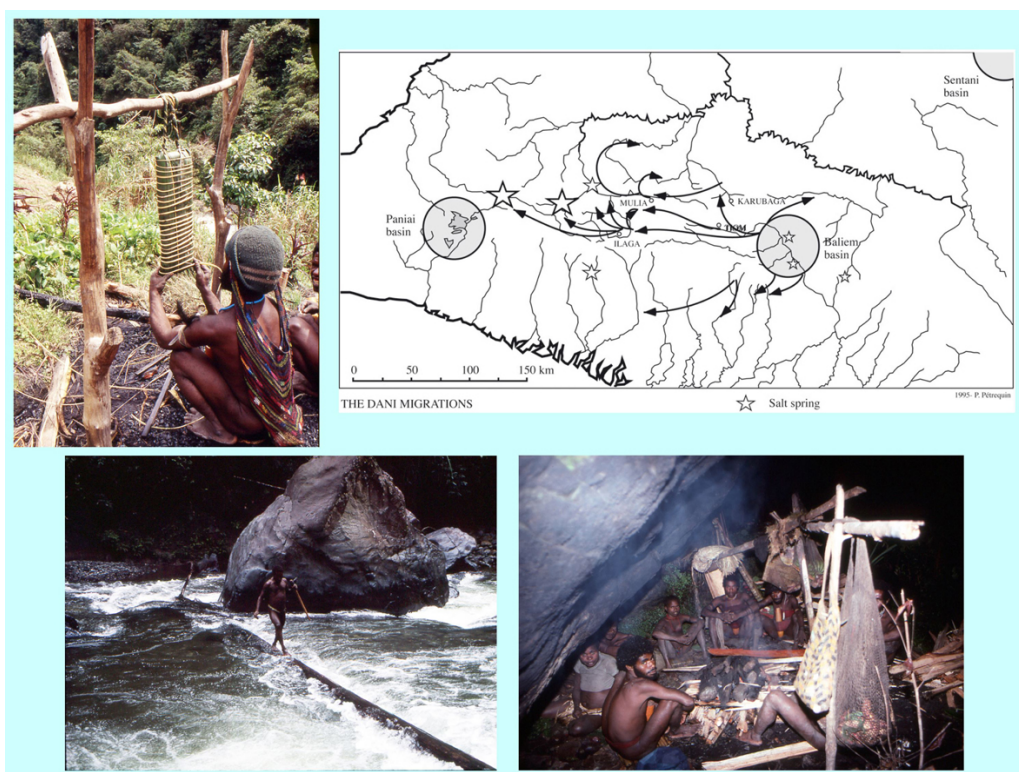 Sentani
basin
MULIA
KARUBAGA
Paniai
basin
TIOM
ILAGA
Baliem
basin
0 50 100 150 km
THE DANI MIGRATIONS
Salt spring
1995- P. Pétrequin